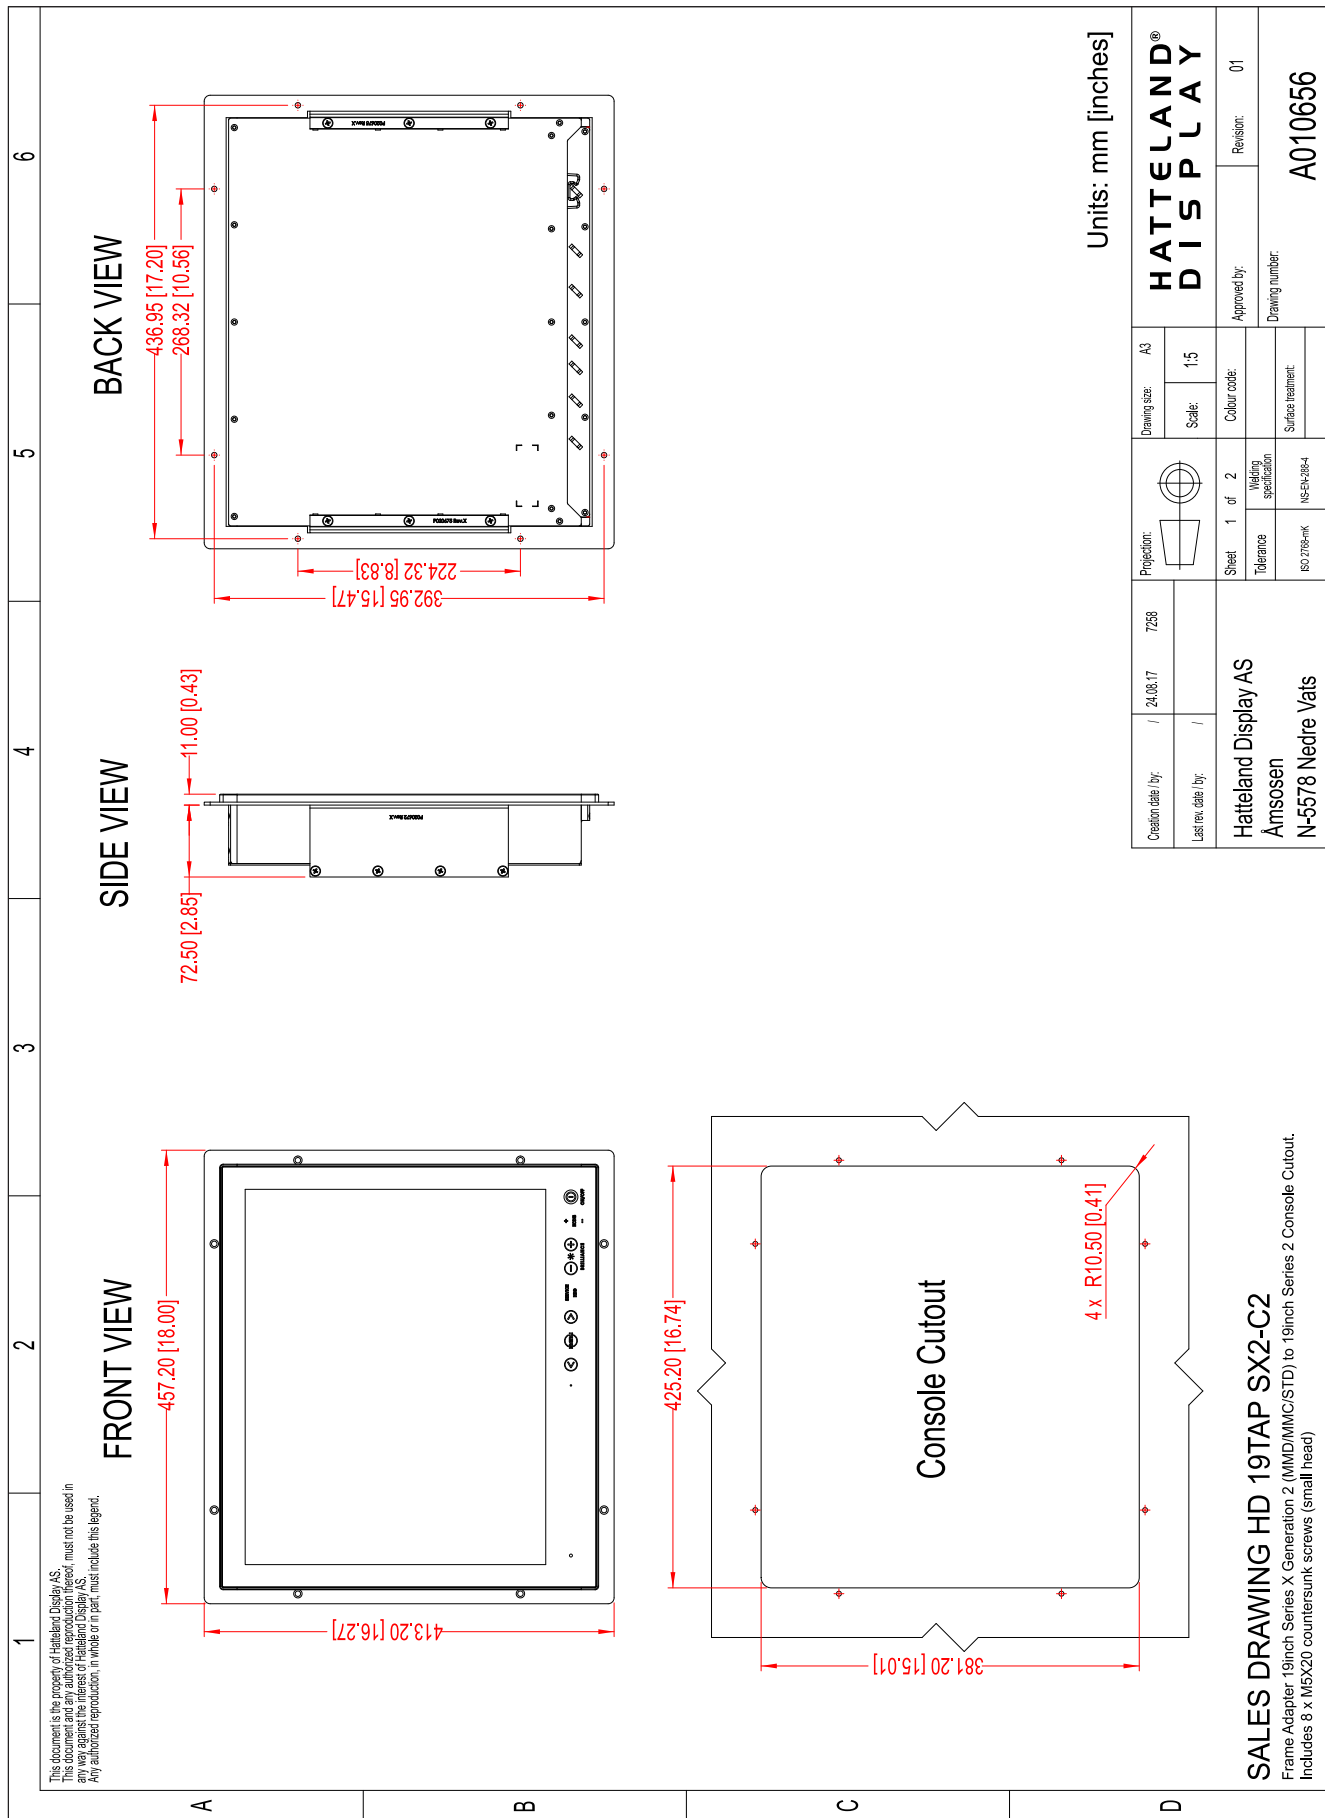 1
2
3
4
5
6
A
B
C
D
This document is the property of Hatteland Display AS.
This document and any authorized reproduction thereof, must not be used in
any way against the interest of Hatteland Display AS.
Any authorized reproduction, in whole or in part, must include this legend.
FRONT VIEW
457.20 [18.00]
413.20 [16.27]
SIDE VIEW
72.50 [2.85]
11.00 [0.43]
BACK VIEW
436.95 [17.20]
268.32 [10.56]
224.32 [8.83]
392.95 [15.47]
425.20 [16.74]
381.20 [15.01]
Console Cutout
4 x R10.50 [0.41]
Units: mm [inches]
SALES DRAWING HD 19TAP SX2-C2
Frame Adapter 19inch Series X Generation 2 (MMD/MMC/STD) to 19inch Series 2 Console Cutout.
Includes 8 x M5X20 countersunk screws (small head)
Creation date / by: / 24.08.17 7258
Last rev. date / by: /
Hatteland Display AS
Åmsosen
N-5578 Nedre Vats
Projection:
Drawing size: A3
Scale: 1:5
Sheet 1 of 2
Colour code:
Tolerance
Welding
specification
ISO 2768-mK
NS-EN-288-4
Surface treatment:
HATTELAND®
DISPLAY
Approved by:
Revision: 01
Drawing number:
A010656